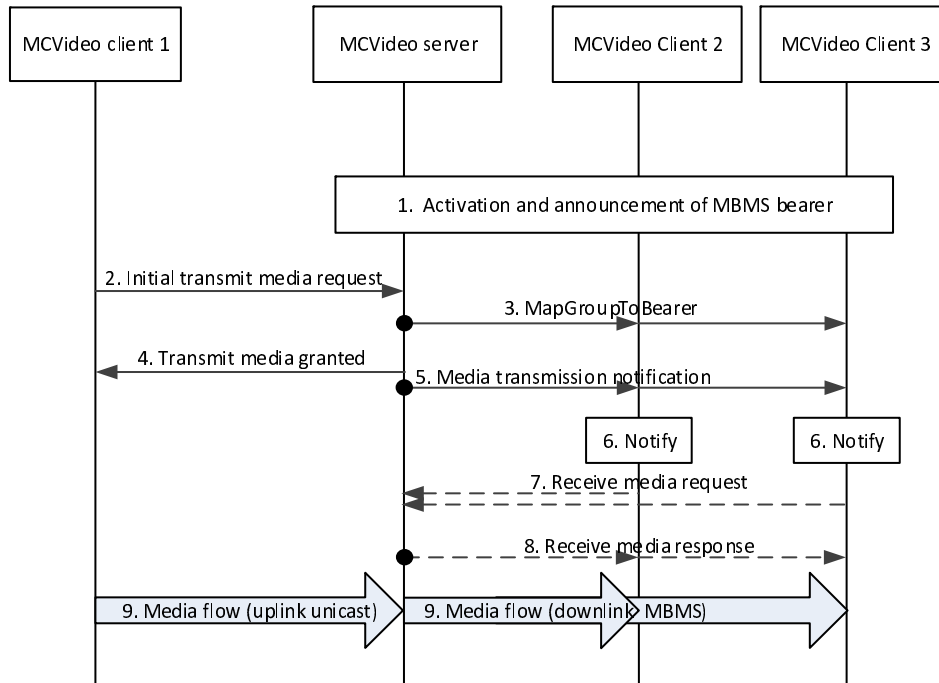 MCVideo client 1
MCVideo server
MCVideo Client 2
MCVideo Client 3
1. Activation and announcement of MBMS bearer
2. Initial transmit media request
3. MapGroupToBearer
4. Transmit media granted
5. Media transmission notification
6. Notify
6. Notify
7. Receive media request
8. Receive media response
9. Media flow (uplink unicast)
9. Media flow (downlink MBMS)